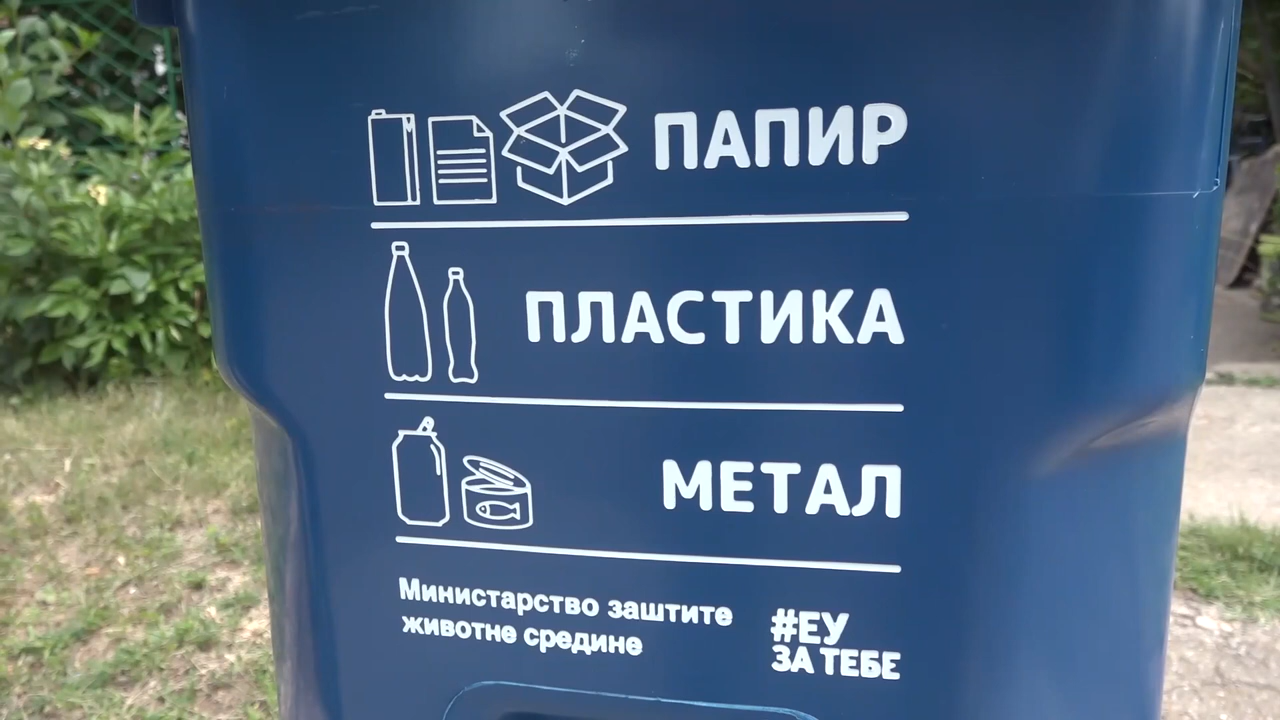 ПАПИР
ПЛАСТИКА
МЕТАЛ
Министарство заштите
животне средине
#ЕУ
ЗА ТЕБЕ